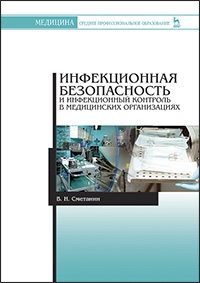 МЕДИЦИНА СРЕДНЕЕ ПРОФЕССИОНАЛЬНОЕ ОБРАЗОВАНИЕ
ИНФЕКЦИОННАЯ
БЕЗОПАСНОСТЬ
И ИНФЕКЦИОННЫЙ КОНТРОЛЬ
В МЕДИЦИНСКИХ ОРГАНИЗАЦИЯХ
В. Н. Сметанин